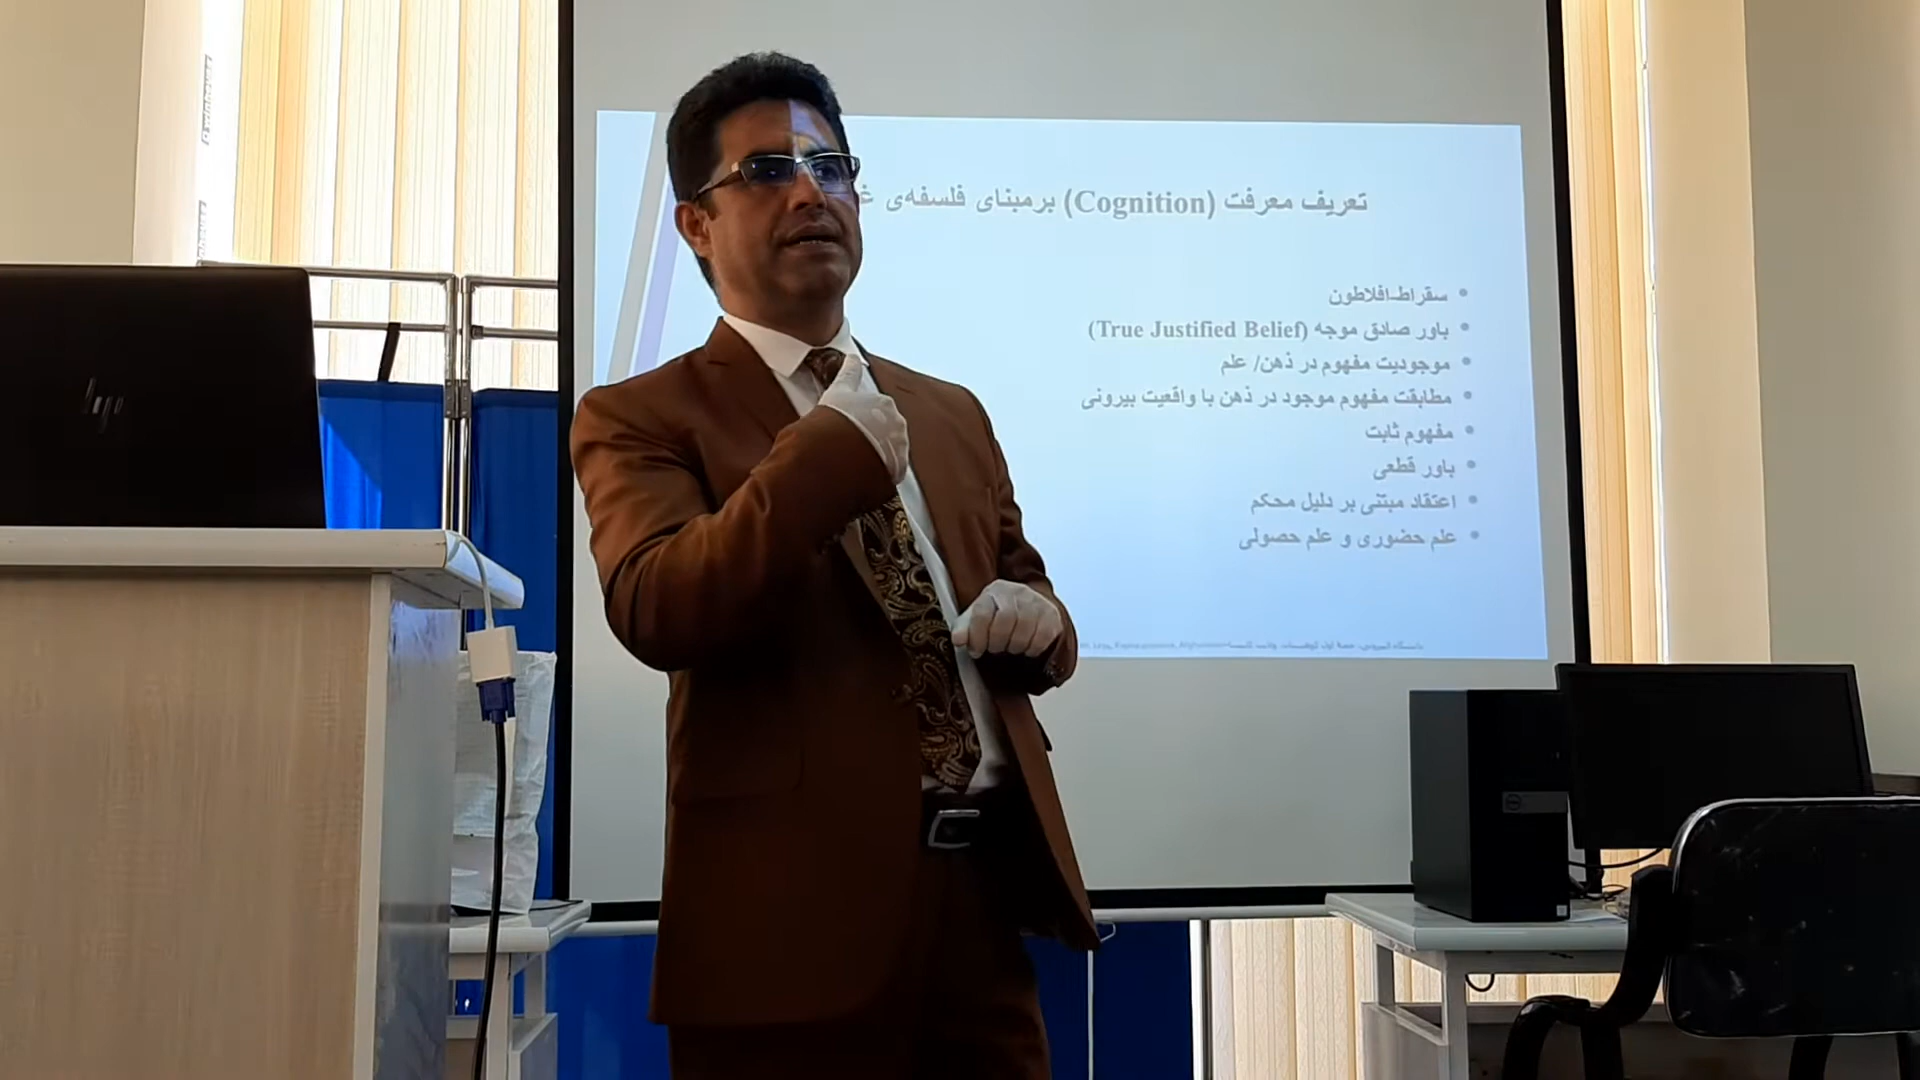 تعریف معرفت (Cognition) برمبنای فلسفه‌ی
سقراط-افلاطون
باور صادق موجه (True Justified Belief)
موجودیت مفهوم در ذهن/ علم
مطابقت مفهوم موجود در ذهن با واقعیت بیرونی
مفهوم ثابت
باور قطعی
اعتقاد مبتنی بر دلیل محکم
علم حضوری و علم حصولی
hp
DELL